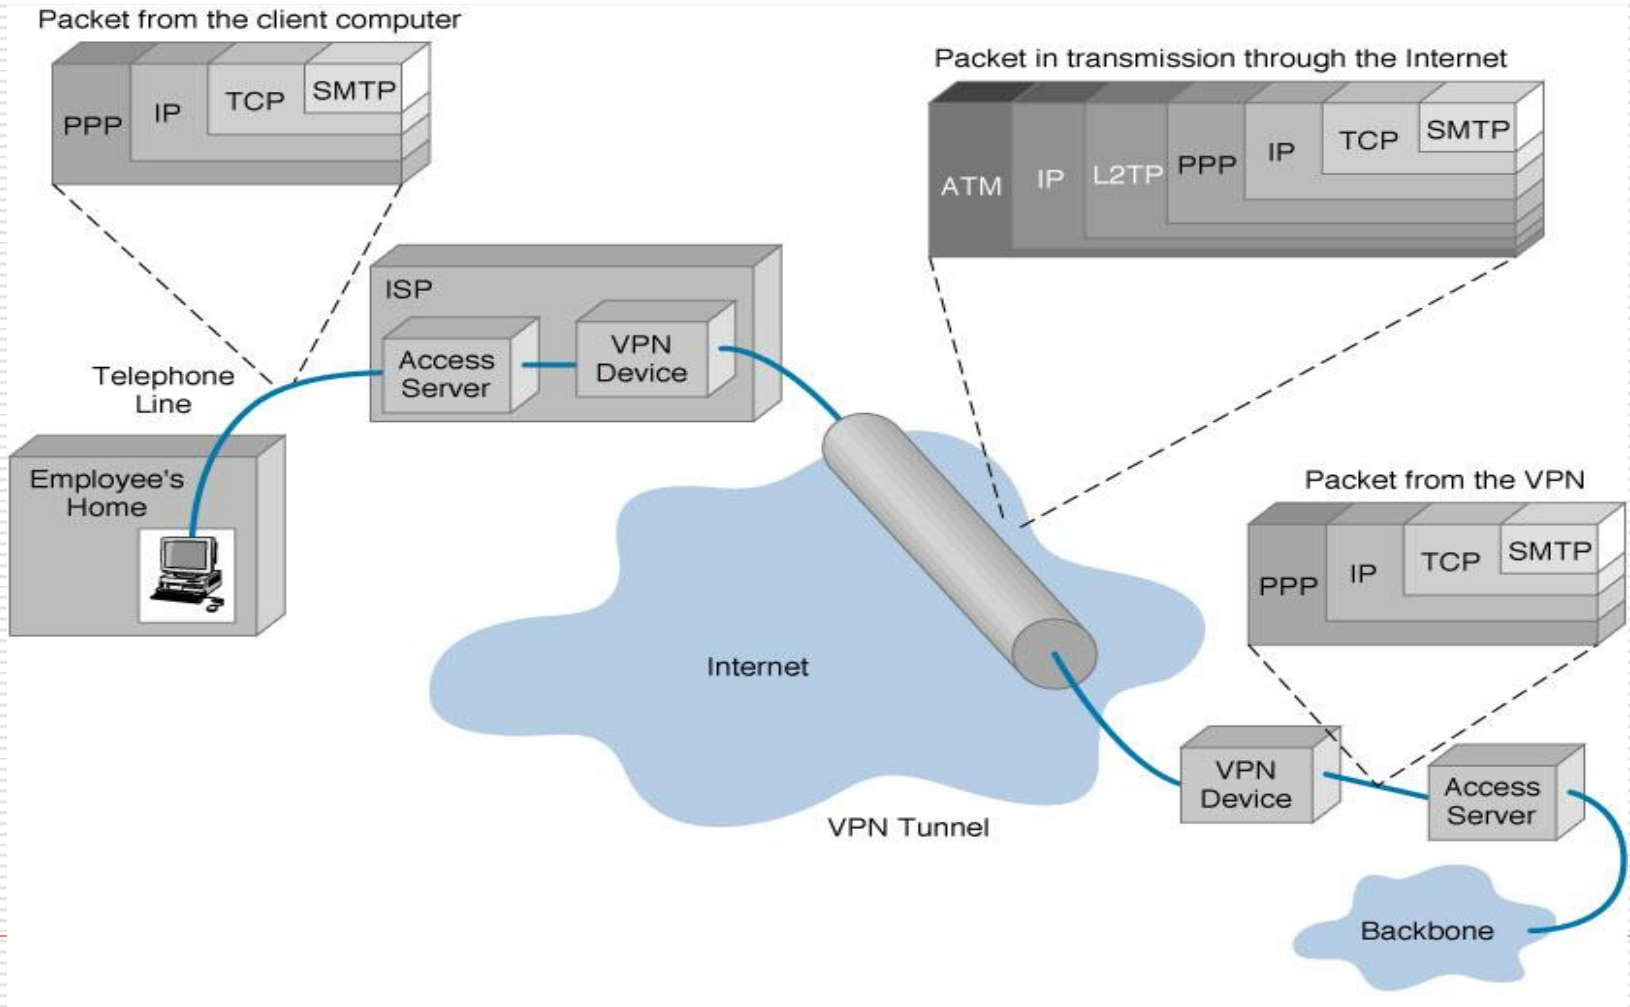 Packet from the client computer
PPP IP TCP SMTP
Packet in transmission through the Internet
ATM IP L2TP PPP IP TCP SMTP
ISP
Access
Server
VPN
Device
Telephone
Line
Employee's
Home
Packet from the VPN
PPP IP TCP SMTP
Internet
VPN Tunnel
VPN
Device
Access
Server
Backbone